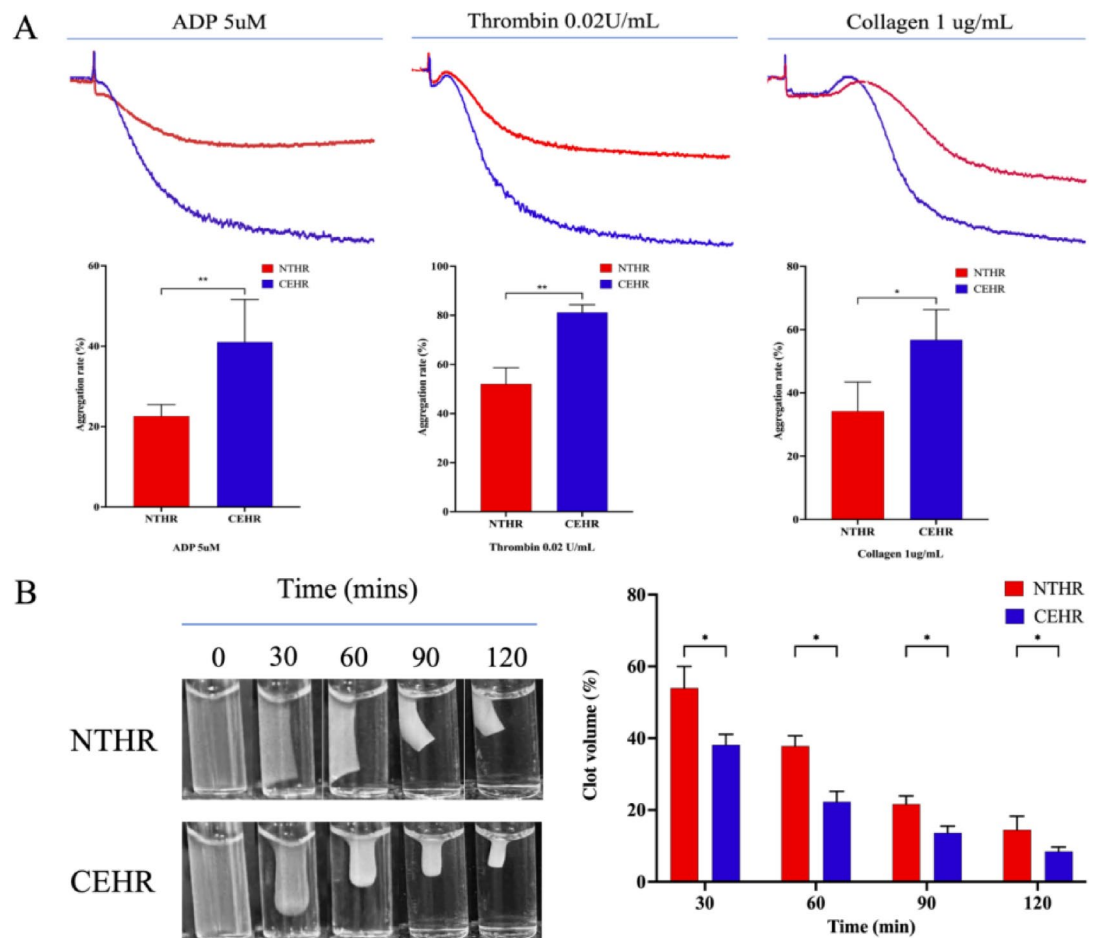 A
ADP 5uM
Thrombin 0.02U/mL
Collagen 1 ug/mL
60
40
20
0
Aggregation rate (%)
NTHR
CEHR
**
NTHR
CEHR
ADP 5uM
100
80
60
40
20
0
Aggregation rate (%)
NTHR
CEHR
**
NTHR
CEHR
Thrombin 0.02 U/mL
80
60
40
20
0
Aggregation rate (%)
NTHR
CEHR
*
NTHR
CEHR
Collagen 1ug/mL
B
Time (mins)
0 30 60 90 120
NTHR
CEHR
80
60
40
20
0
Clot volume (%)
NTHR
CEHR
* * * *
30 60 90 120
Time (min)